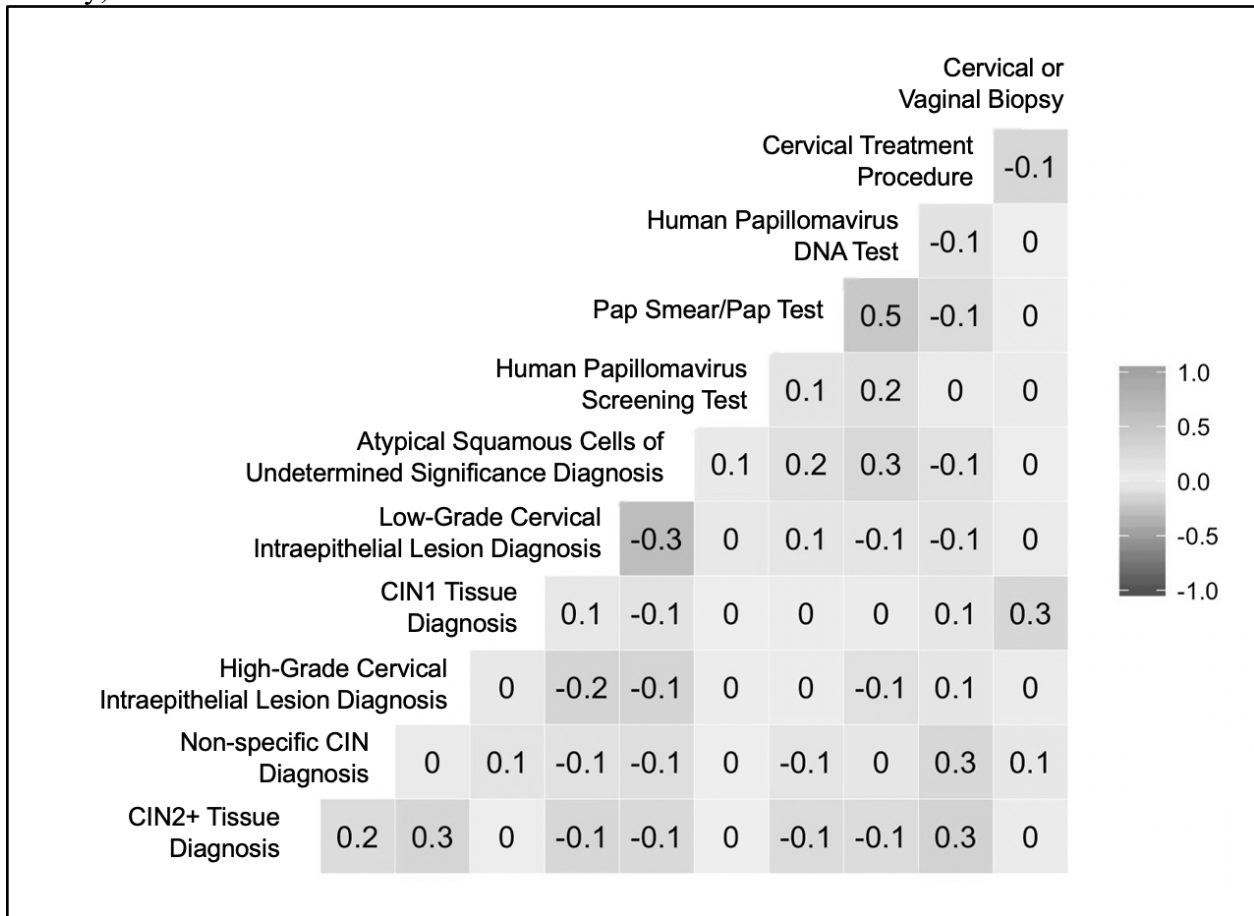 Cervical or
Vaginal Biopsy
Cervical Treatment
Procedure
-0.1
Human Papillomavirus
DNA Test
-0.1 0
Pap Smear/Pap Test
0.5 -0.1 0
Human Papillomavirus
Screening Test
0.1 0.2 0 0
Atypical Squamous Cells of
Undetermined Significance Diagnosis
0.1 0.2 0.3 -0.1 0
Low-Grade Cervical
Intraepithelial Lesion Diagnosis
-0.3 0 0.1 -0.1 -0.1 0
CIN1 Tissue
Diagnosis
0.1 -0.1 0 0 0 0.1 0.3
High-Grade Cervical
Intraepithelial Lesion Diagnosis
0 -0.2 -0.1 0 0 -0.1 0.1 0
Non-specific CIN
Diagnosis
0 0.1 -0.1 -0.1 0 -0.1 0 0.3 0.1
CIN2+ Tissue
Diagnosis
0.2 0.3 0 -0.1 -0.1 0 -0.1 -0.1 0.3 0
1.0
0.5
0.0
-0.5
-1.0